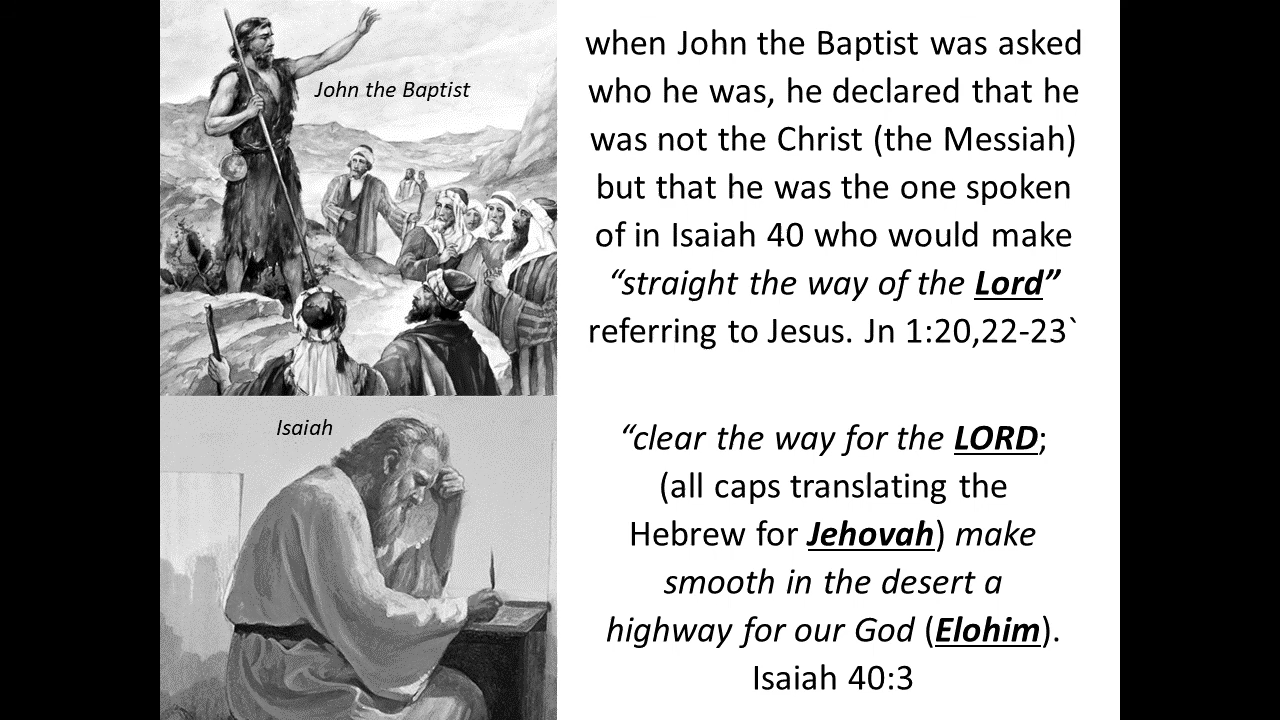 John the Baptist
when John the Baptist was asked
who he was, he declared that he
was not the Christ (the Messiah)
but that he was the one spoken
of in Isaiah 40 who would make
“straight the way of the Lord”
referring to Jesus. Jn 1:20,22-23`
Isaiah
“clear the way for the LORD;
(all caps translating the
Hebrew for Jehovah) make
smooth in the desert a
highway for our God (Elohim).
Isaiah 40:3